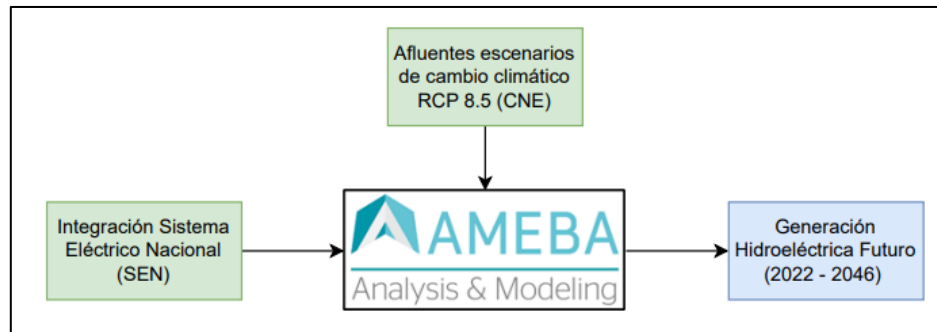 Afluentes escenarios
de cambio climático
RCP 8.5 (CNE)
Integración Sistema
Eléctrico Nacional
(SEN)
AMEBA
Analysis & Modeling
Generación
Hidroeléctrica Futuro
(2022 - 2046)